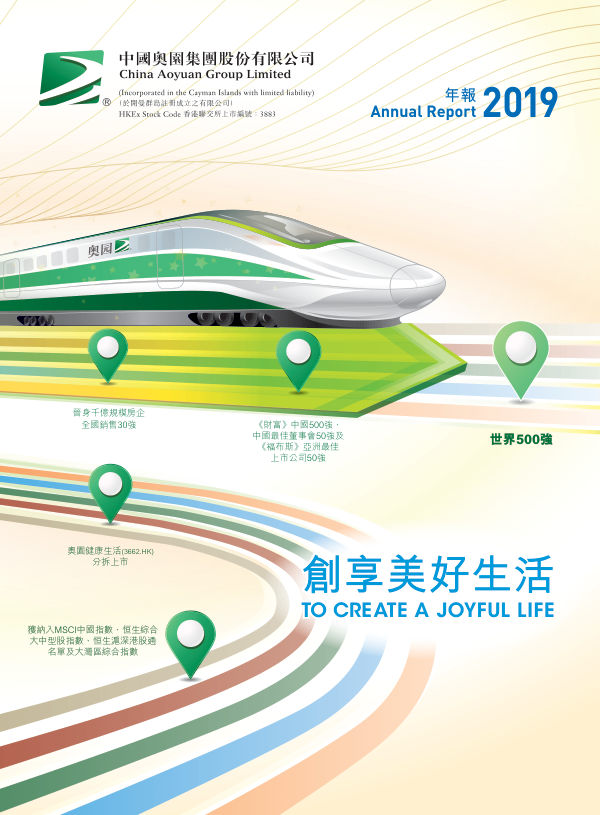 中國奧園集團股份有限公司
China Aoyuan Group Limited
(Incorporated in the Cayman Islands with limited liability)
(於開曼群島註冊成立之有限公司)
HKEx Stock Code 香港聯交所上市編號：3883
®
年報
Annual Report 2019
奥园
晉身千億規模房企
全國銷售30強
《財富》中國500強、
中國最佳董事會50強及
《福布斯》亞洲最佳
上市公司50強
世界500強
奧園健康生活(3662.HK)
分拆上市
創享美好生活
TO CREATE A JOYFUL LIFE
獲納入MSCI中國指數、恒生綜合
大中型股指數、恒生滬深港股通
名單及大灣區綜合指數